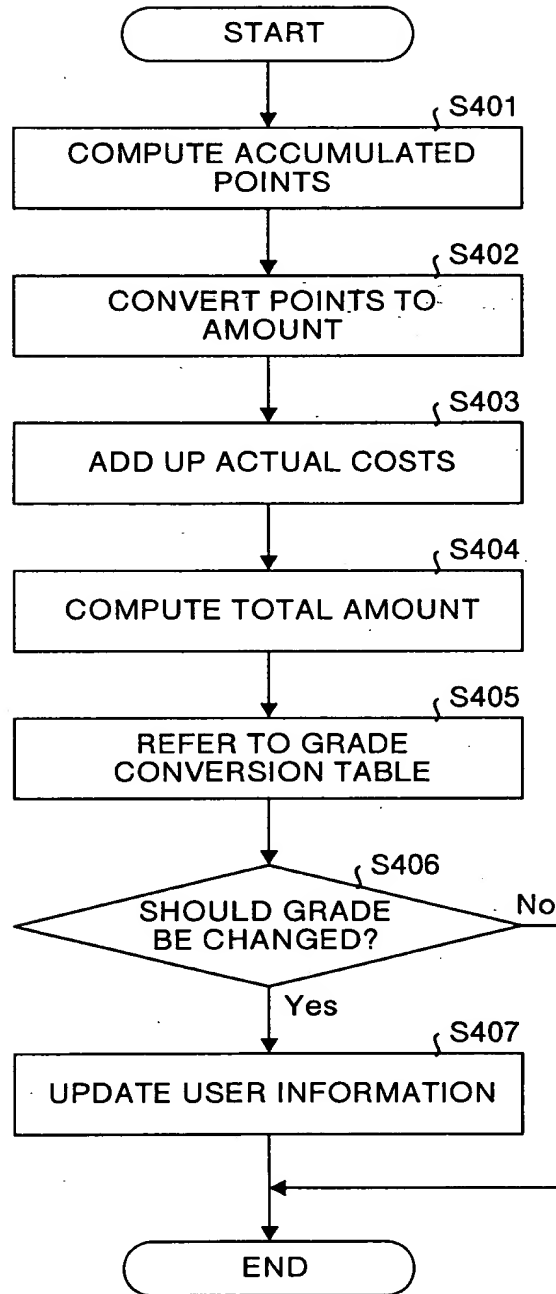 START
S401
COMPUTE ACCUMULATED
POINTS
S402
CONVERT POINTS TO
AMOUNT
S403
ADD UP ACTUAL COSTS
S404
COMPUTE TOTAL AMOUNT
S405
REFER TO GRADE
CONVERSION TABLE
S406
SHOULD GRADE
BE CHANGED?
No
Yes
S407
UPDATE USER INFORMATION
END